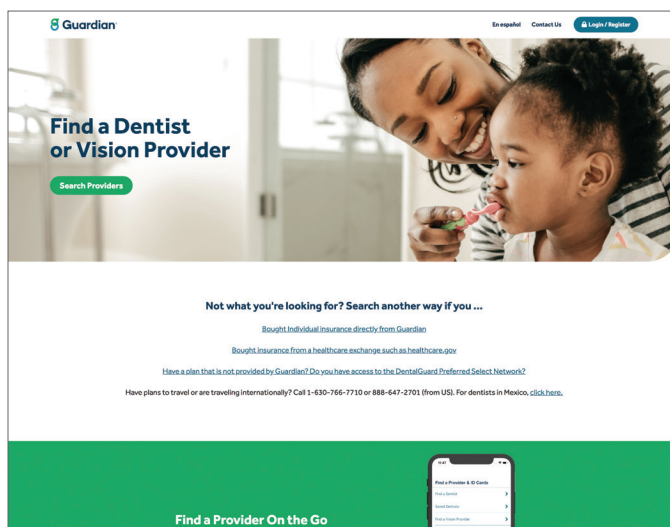 Guardian
En español
Contact Us
Login / Register
Find a Dentist
or Vision Provider
Search Providers
Not what you're looking for? Search another way if you ...
Bought Individual insurance directly from Guardian
Bought insurance from a healthcare exchange such as healthcare.gov
Have a plan that is not provided by Guardian? Do you have access to the DentalGuard Preferred Select Network?
Have plans to travel or are traveling internationally? Call 1-630-766-7710 or 888-647-2701 (from US). For dentists in Mexico, click here.
11:47
Find a Provider & ID Cards
Find a Dentist
Saved Dentists
Find a Vision Provider
Find a Provider On the Go